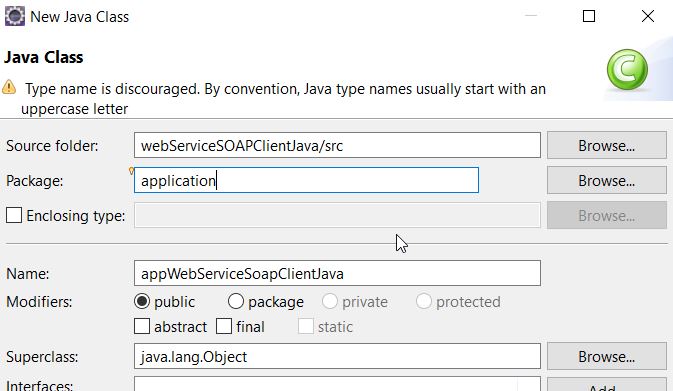 New Java Class
Java Class
Type name is discouraged. By convention, Java type names usually start with an
uppercase letter
Source folder: webServiceSOAPClientJava/src Browse...
Package: application Browse...
Enclosing type: Browse...
Name: appWebServiceSoapClientJava
Modifiers: public package private protected
abstract final static
Superclass: java.lang.Object Browse...
Interfaces: Add...